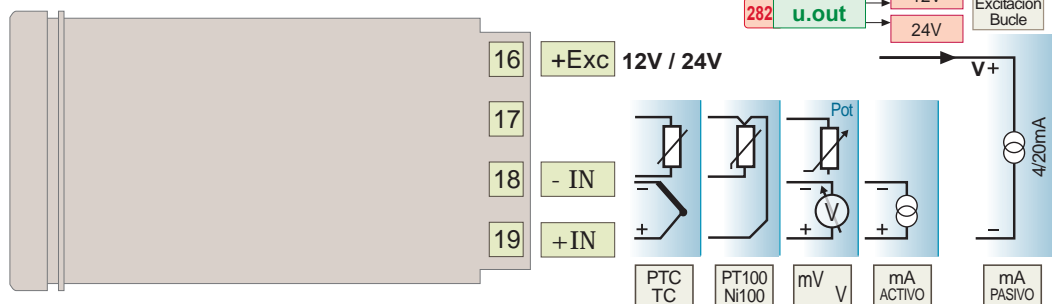 12V
Excitación
Bucle
282 u.out
24V
16 +Exc 12V / 24V
V+
17
Pot
4/20mA
18 - IN
V
19 +IN
PTC
TC
PT100
Ni100
mV V
mA
ACTIVO
mA
PASIVO